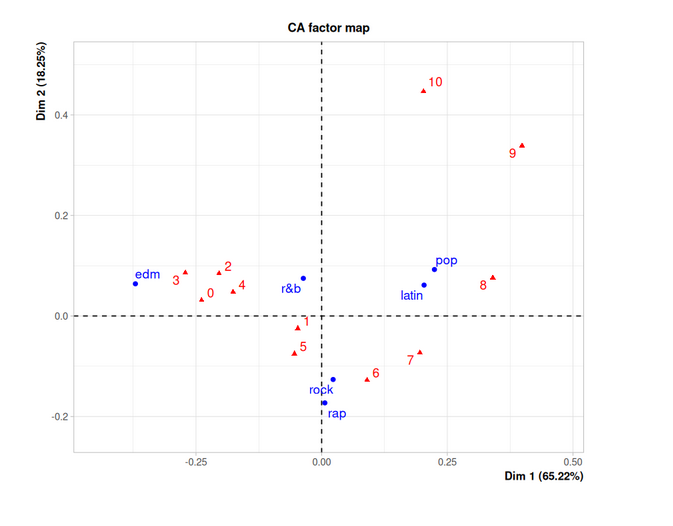 CA factor map
Dim 2 (18.25%)
0.4
0.2
0.0
-0.2
10
9
pop
edm
2
3
4
r&b
8
latin
0
1
5
7
6
rock
rap
-0.25
0.00
0.25
0.50
Dim 1 (65.22%)